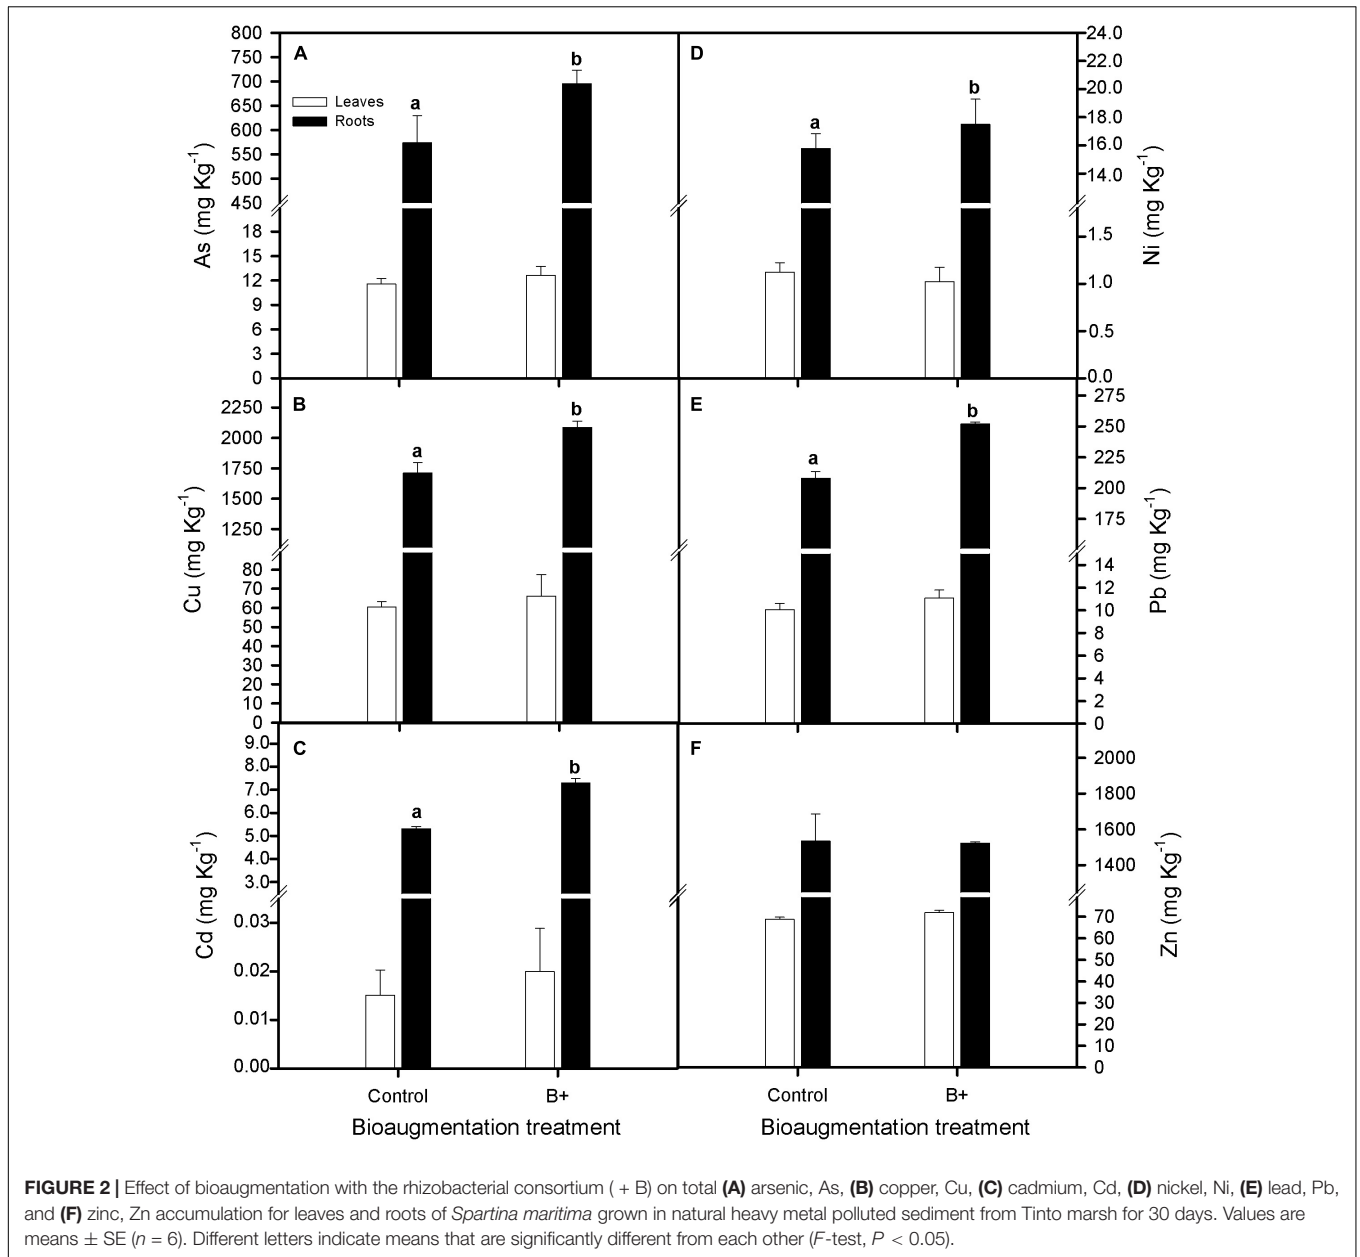 A
800
750
700
650
600
550
500
450
18
15
12
9
6
3
0
As (mg Kg-1)
Leaves
Roots
a
b
D
24.0
22.0
20.0
18.0
16.0
14.0
1.5
1.0
0.5
0.0
Ni (mg Kg-1)
a
b
B
2250
2000
1750
1500
1250
80
70
60
50
40
30
20
10
0
Cu (mg Kg-1)
a
b
E
275
250
225
200
175
14
12
10
8
6
4
2
0
Pb (mg Kg-1)
a
b
C
9.0
8.0
7.0
6.0
5.0
4.0
3.0
0.03
0.02
0.01
0.00
Cd (mg Kg-1)
a
b
F
2000
1800
1600
1400
70
60
50
40
30
20
10
0
Zn (mg Kg-1)
Control B+
Control B+
Bioaugmentation treatment
Bioaugmentation treatment
FIGURE 2 | Effect of bioaugmentation with the rhizobacterial consortium ( + B) on total (A) arsenic, As, (B) copper, Cu, (C) cadmium, Cd, (D) nickel, Ni, (E) lead, Pb,
and (F) zinc, Zn accumulation for leaves and roots of Spartina maritima grown in natural heavy metal polluted sediment from Tinto marsh for 30 days. Values are
means ± SE (n = 6). Different letters indicate means that are significantly different from each other (F-test, P < 0.05).